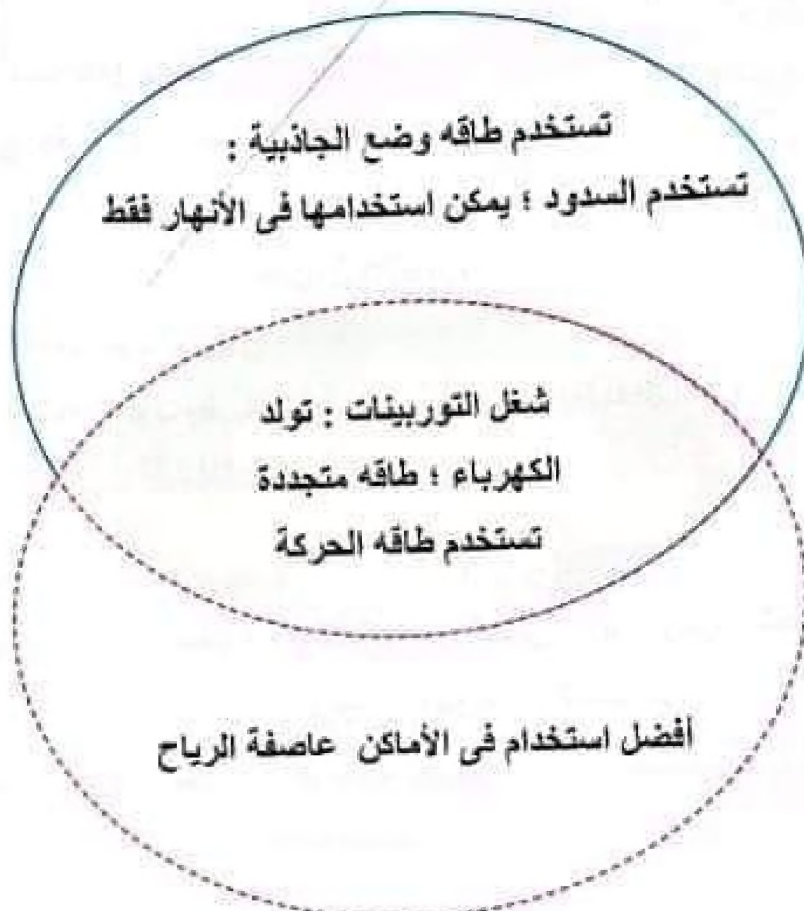 تستخدم طاقه وضع الجاذبية :
تستخدم السدود ؛ يمكن استخدامها فى الأنهار فقط
شغل التوربينات : تولد
الكهرباء ؛ طاقه متجددة
تستخدم طاقه الحركة
أفضل استخدام فى الأماكن عاصفة الرياح